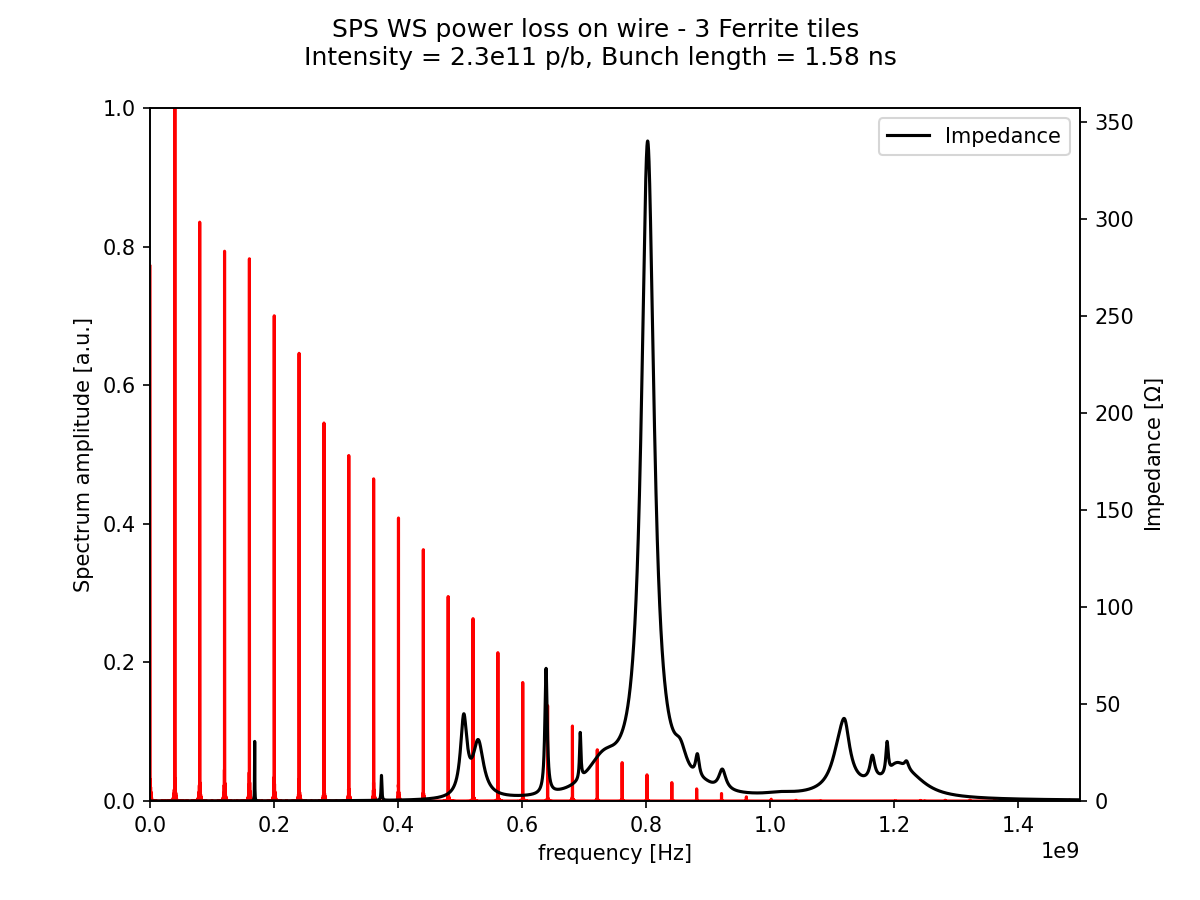 SPS WS power loss on wire - 3 Ferrite tiles
Intensity = 2.3e11 p/b, Bunch length = 1.58 ns
Impedance
1.0
0.8
0.6
0.4
0.2
0.0
Spectrum amplitude [a.u.]
350
300
250
200
150
100
50
0
Impedance [Ω]
0.0 0.2 0.4 0.6 0.8 1.0 1.2 1.4
1e9
frequency [Hz]